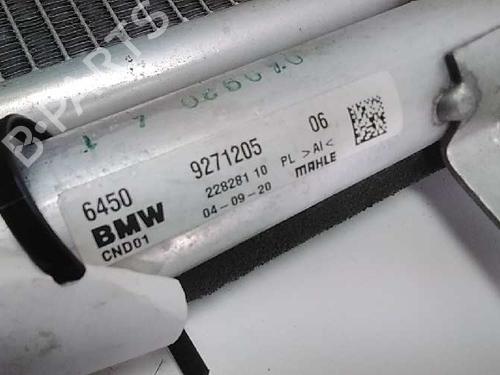 B-PARTS
6450 9271205 06
BMW 228281 10 PL >Al<
CND01 04-09-20 MAHLE